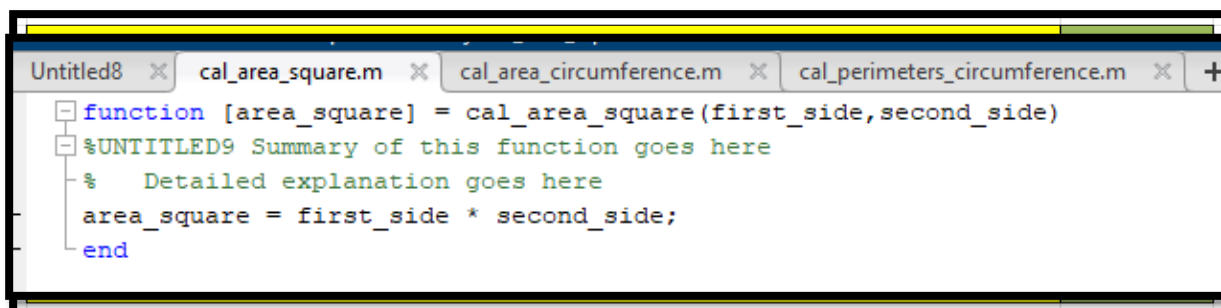 Untitled8 cal_area_square.m cal_area_circumference.m cal_perimeters_circumference.m +
function [area_square] = cal_area_square(first_side,second_side)
%UNTITLED9 Summary of this function goes here
%   Detailed explanation goes here
area_square = first_side * second_side;
end